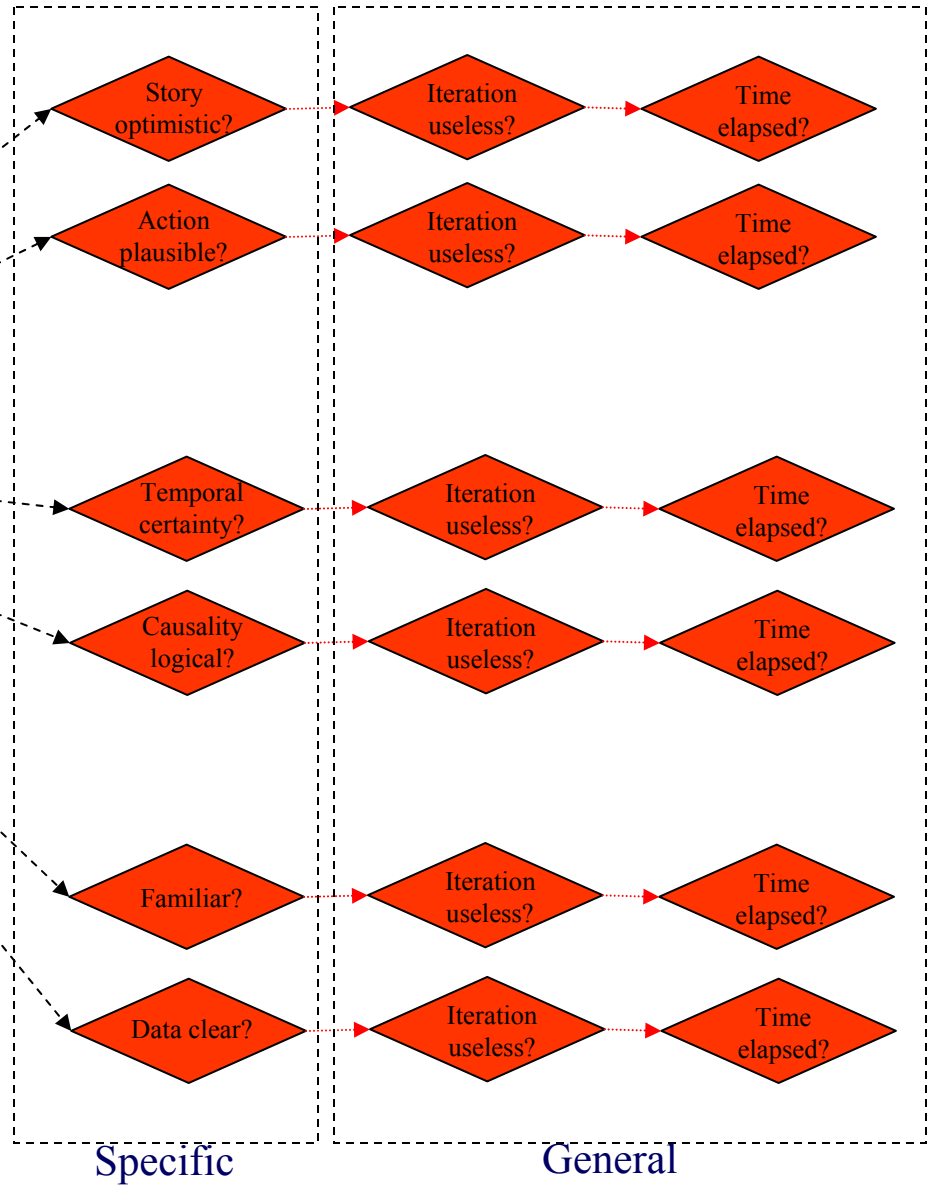 Story
optimistic?
Iteration
useless?
Time
elapsed?
Action
plausible?
Iteration
useless?
Time
elapsed?
Temporal
certainty?
Iteration
useless?
Time
elapsed?
Causality
logical?
Iteration
useless?
Time
elapsed?
Familiar?
Iteration
useless?
Time
elapsed?
Data clear?
Iteration
useless?
Time
elapsed?
Specific
General